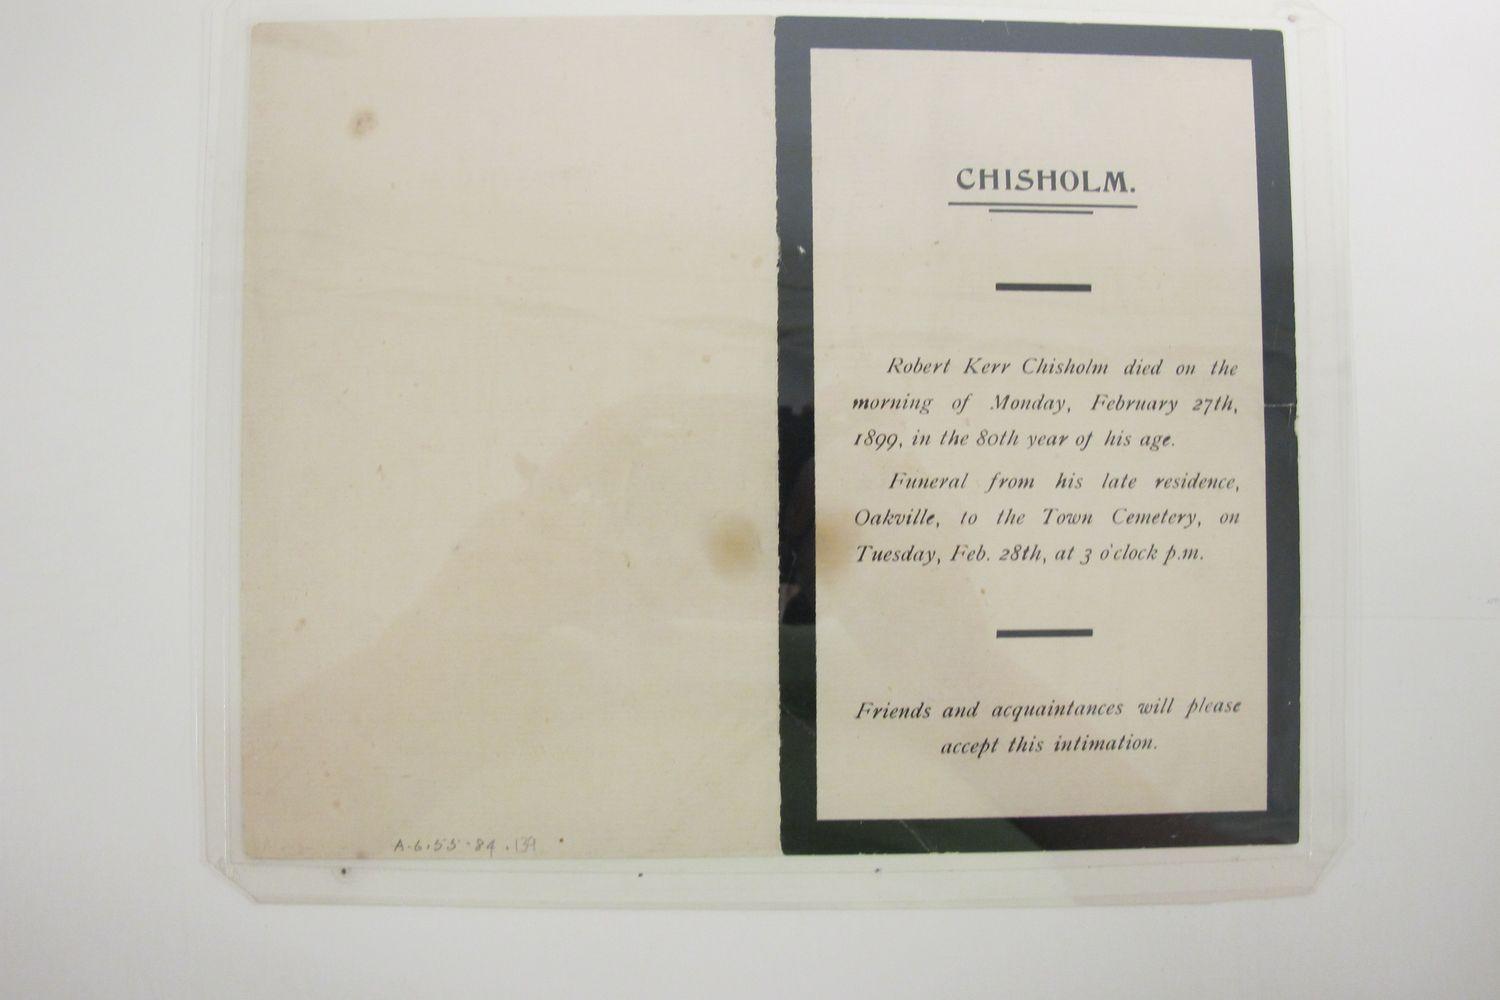 CHISHOLM.
Robert Kerr Chisholm died on the
morning of Monday, February 27th,
1899, in the 80th year of his age.
Funeral from his late residence,
Oakville, to the Town Cemetery, on
Tuesday, Feb. 28th, at 3 o'clock p.m.
Friends and acquaintances will please
accept this intimation.
A.6.55-84.139